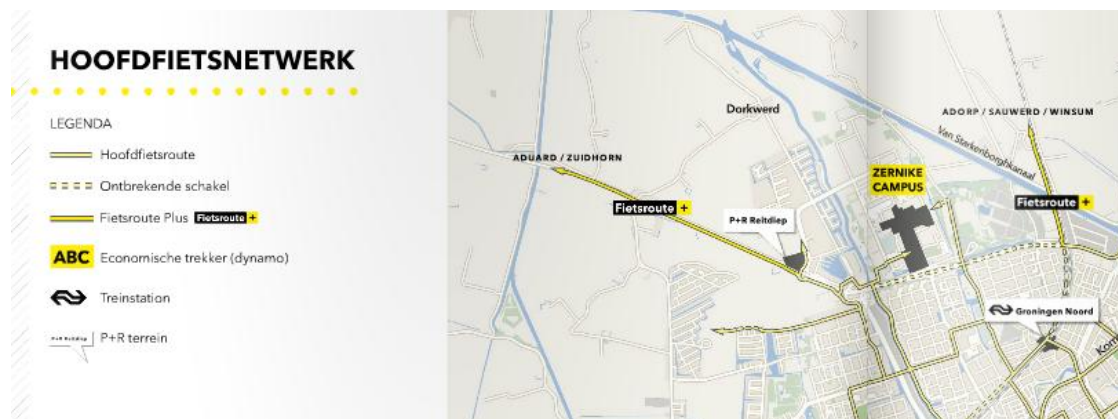 HOOFDFIETSNETWERK
LEGENDA
Hoofdfietsroute
Ontbrekende schakel
Fietsroute Plus Fietsroute +
ABC Economische trekker (dynamo)
Treinstation
P+R Reitdiep P+R terrein
Dorkwerd
ADORP / SAUWERD / WINSUM
Van Starkenborghkanaal
ADUARD / ZUIDHORN
ZERNIKE
CAMPUS
Fietsroute +
Fietsroute +
P+R Reitdiep
Groningen Noord